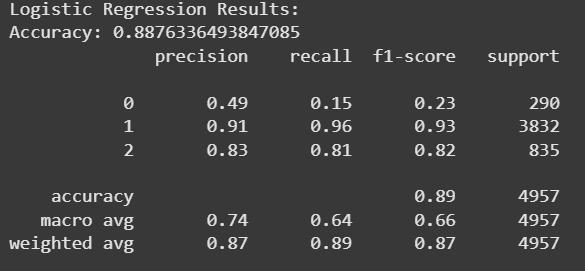 Logistic Regression Results:
Accuracy: 0.8876336493847085
precision recall f1-score support
0 0.49 0.15 0.23 290
1 0.91 0.96 0.93 3832
2 0.83 0.81 0.82 835
accuracy 0.89 4957
macro avg 0.74 0.64 0.66 4957
weighted avg 0.87 0.89 0.87 4957